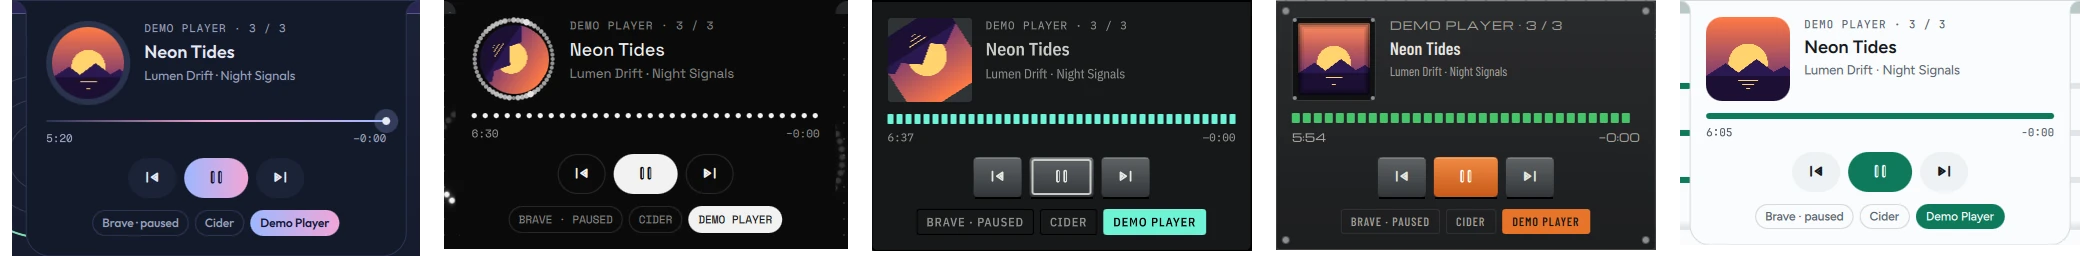 DEMO PLAYER · 3 / 3
Neon Tides
Lumen Drift · Night Signals
5:20 −0:00
Brave · paused Cider Demo Player
DEMO PLAYER · 3 / 3
Neon Tides
Lumen Drift · Night Signals
6:30 −0:00
BRAVE · PAUSED CIDER DEMO PLAYER
DEMO PLAYER · 3 / 3
Neon Tides
Lumen Drift · Night Signals
6:37 −0:00
BRAVE · PAUSED CIDER DEMO PLAYER
DEMO PLAYER · 3 / 3
Neon Tides
Lumen Drift · Night Signals
5:54 −0:00
BRAVE · PAUSED CIDER DEMO PLAYER
DEMO PLAYER · 3 / 3
Neon Tides
Lumen Drift · Night Signals
6:05 −0:00
Brave · paused Cider Demo Player